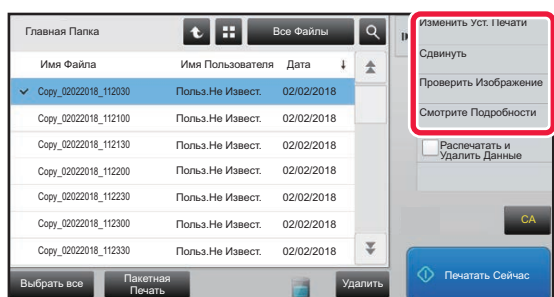 Главная Папка
Все Файлы
Имя Файла Имя Пользователя Дата ↓
✓ Copy_02022018_112030 Польз.Не Извест. 02/02/2018
Copy_02022018_112100 Польз.Не Извест. 02/02/2018
Copy_02022018_112130 Польз.Не Извест. 02/02/2018
Copy_02022018_112200 Польз.Не Извест. 02/02/2018
Copy_02022018_112230 Польз.Не Извест. 02/02/2018
Copy_02022018_112300 Польз.Не Извест. 02/02/2018
Copy_02022018_112330 Польз.Не Извест. 02/02/2018
Выбрать все
Пакетная
Печать
Удалить
Изменить Уст. Печати
Сдвинуть
Проверить Изображение
Смотрите Подробности
Распечатать и
Удалить Данные
CA
Печатать Сейчас